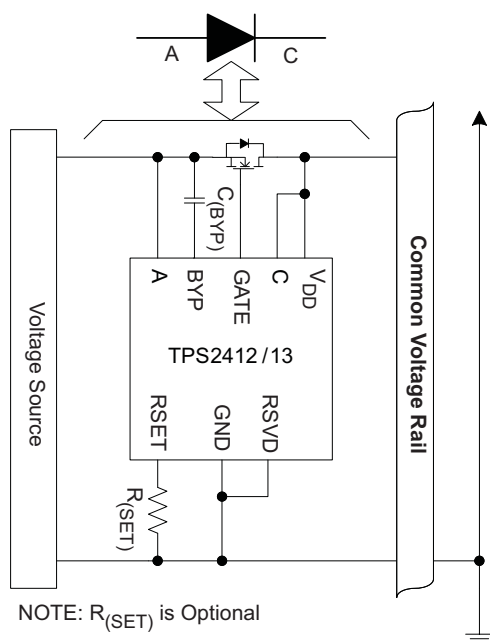 A
C
C(BYP)
A
BYP
GATE
C
VDD
TPS2412/13
RSET
GND
RSVD
R(SET)
Voltage Source
Common Voltage Rail
NOTE: R(SET) is Optional